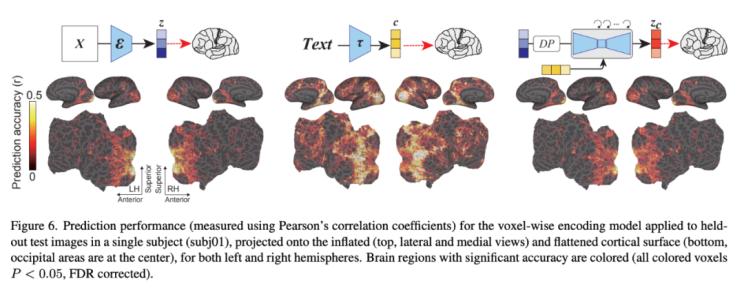 z
X
ε
Text
τ
c
DP
z_c
Prediction accuracy (r)
0.5
0
LH
RH
Superior
Superior
Anterior
Anterior
Figure 6. Prediction performance (measured using Pearson's correlation coefficients) for the voxel-wise encoding model applied to held-
out test images in a single subject (subj01), projected onto the inflated (top, lateral and medial views) and flattened cortical surface (bottom,
occipital areas are at the center), for both left and right hemispheres. Brain regions with significant accuracy are colored (all colored voxels
P < 0.05, FDR corrected).